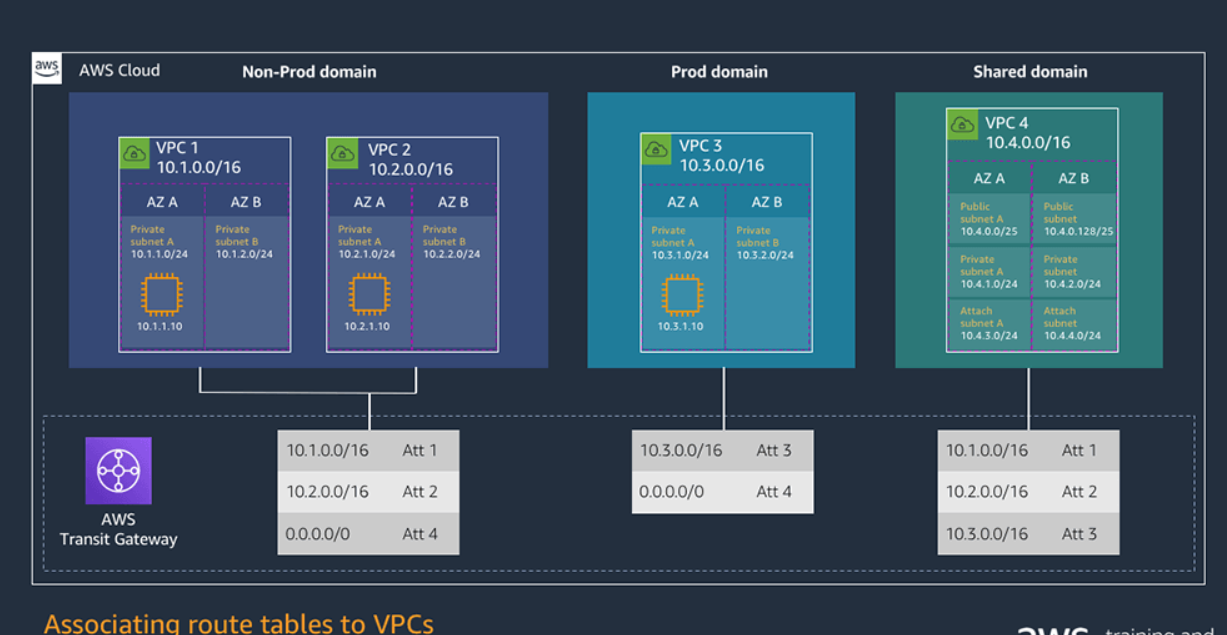 aws
AWS Cloud
Non-Prod domain
Prod domain
Shared domain
VPC 1
10.1.0.0/16
AZ A
AZ B
Private
subnet A
10.1.1.0/24
Private
subnet B
10.1.2.0/24
10.1.1.10
VPC 2
10.2.0.0/16
AZ A
AZ B
Private
subnet A
10.2.1.0/24
Private
subnet B
10.2.2.0/24
10.2.1.10
VPC 3
10.3.0.0/16
AZ A
AZ B
Private
subnet A
10.3.1.0/24
Private
subnet B
10.3.2.0/24
10.3.1.10
VPC 4
10.4.0.0/16
AZ A
AZ B
Public
subnet A
10.4.0.0/25
Public
subnet
10.4.0.128/25
Private
subnet A
10.4.1.0/24
Private
subnet
10.4.2.0/24
Attach
subnet A
10.4.3.0/24
Attach
subnet
10.4.4.0/24
AWS
Transit Gateway
10.1.0.0/16 Att 1
10.2.0.0/16 Att 2
0.0.0.0/0 Att 4
10.3.0.0/16 Att 3
0.0.0.0/0 Att 4
10.1.0.0/16 Att 1
10.2.0.0/16 Att 2
10.3.0.0/16 Att 3
Associating route tables to VPCs
aws training and